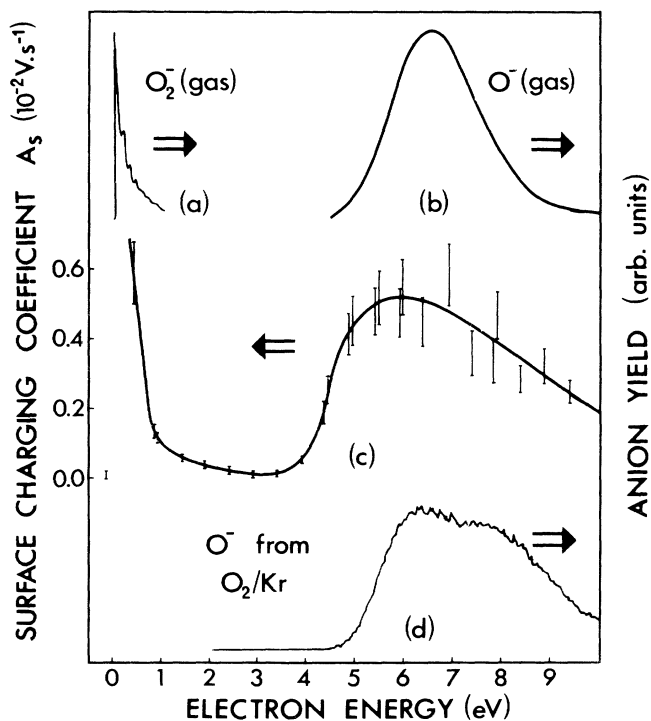 SURFACE CHARGING COEFFICIENT Aₛ (10⁻²V.s⁻¹)
O₂⁻ (gas)
O⁻ (gas)
(a)
(b)
0.6
0.4
0.2
0.0
(c)
O⁻ from
O₂/Kr
(d)
0 1 2 3 4 5 6 7 8 9
ELECTRON ENERGY (eV)
ANION YIELD (arb. units)